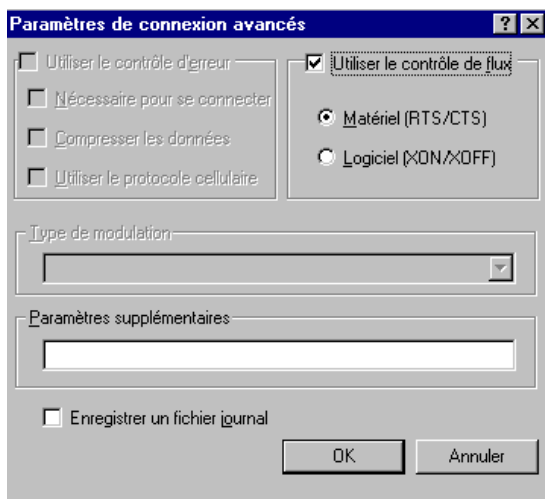 Paramètres de connexion avancés
Utiliser le contrôle d'erreur
Nécessaire pour se connecter
Compresser les données
Utiliser le protocole cellulaire
Utiliser le contrôle de flux
Matériel (RTS/CTS)
Logiciel (XON/XOFF)
Type de modulation
Paramètres supplémentaires
Enregistrer un fichier journal
OK Annuler